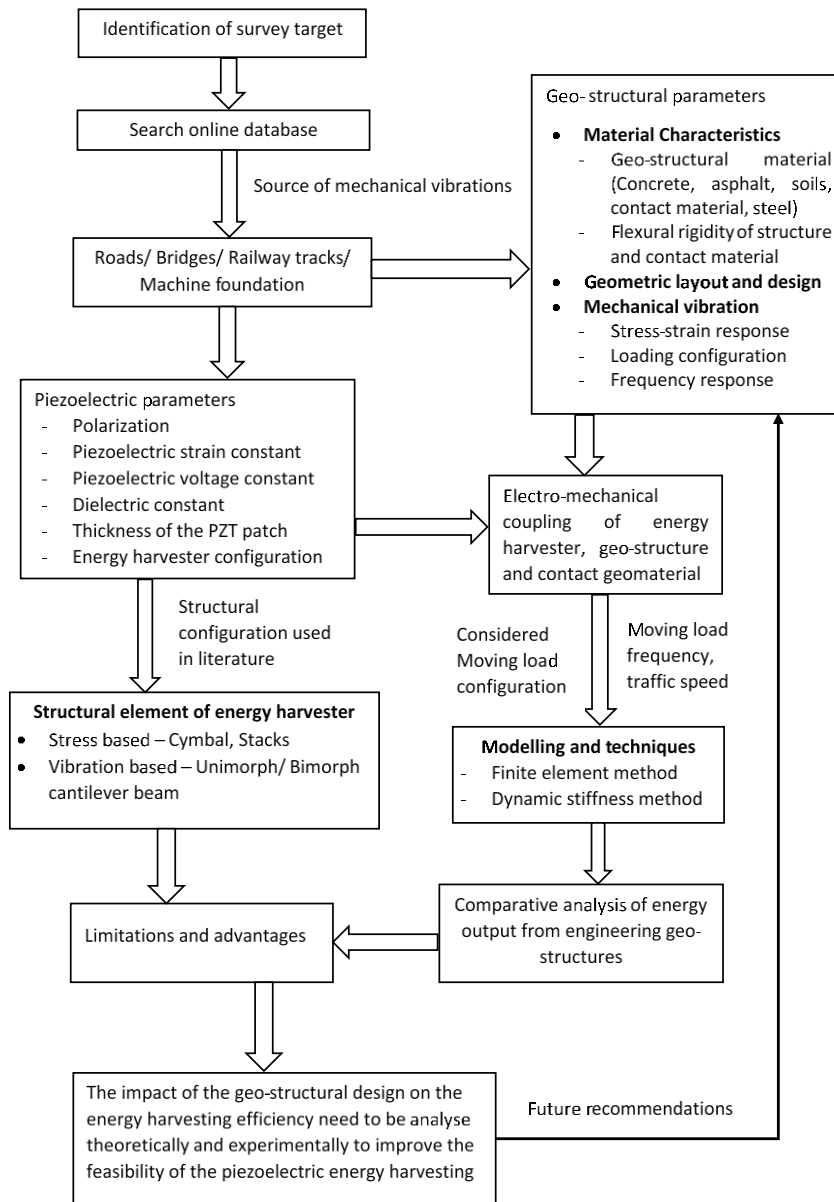 Identification of survey target
Search online database
Source of mechanical vibrations
Roads/ Bridges/ Railway tracks/
Machine foundation
Geo- structural parameters
• Material Characteristics
- Geo-structural material
(Concrete, asphalt, soils,
contact material, steel)
- Flexural rigidity of structure
and contact material
• Geometric layout and design
• Mechanical vibration
- Stress-strain response
- Loading configuration
- Frequency response
Piezoelectric parameters
- Polarization
- Piezoelectric strain constant
- Piezoelectric voltage constant
- Dielectric constant
- Thickness of the PZT patch
- Energy harvester configuration
Electro-mechanical
coupling of energy
harvester, geo-structure
and contact geomaterial
Structural
configuration used
in literature
Considered
Moving load
configuration
Moving load
frequency,
traffic speed
Structural element of energy harvester
• Stress based – Cymbal, Stacks
• Vibration based – Unimorph/ Bimorph
cantilever beam
Modelling and techniques
- Finite element method
- Dynamic stiffness method
Limitations and advantages
Comparative analysis of energy
output from engineering geo-
structures
The impact of the geo-structural design on the
energy harvesting efficiency need to be analyse
theoretically and experimentally to improve the
feasibility of the piezoelectric energy harvesting
Future recommendations